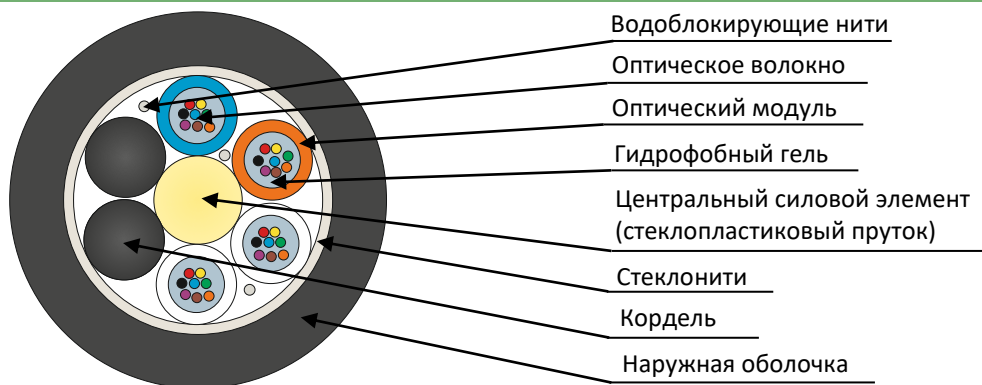 Водоблокирующие нити
Оптическое волокно
Оптический модуль
Гидрофобный гель
Центральный силовой элемент
(стеклопластиковый пруток)
Стеклонити
Кордель
Наружная оболочка